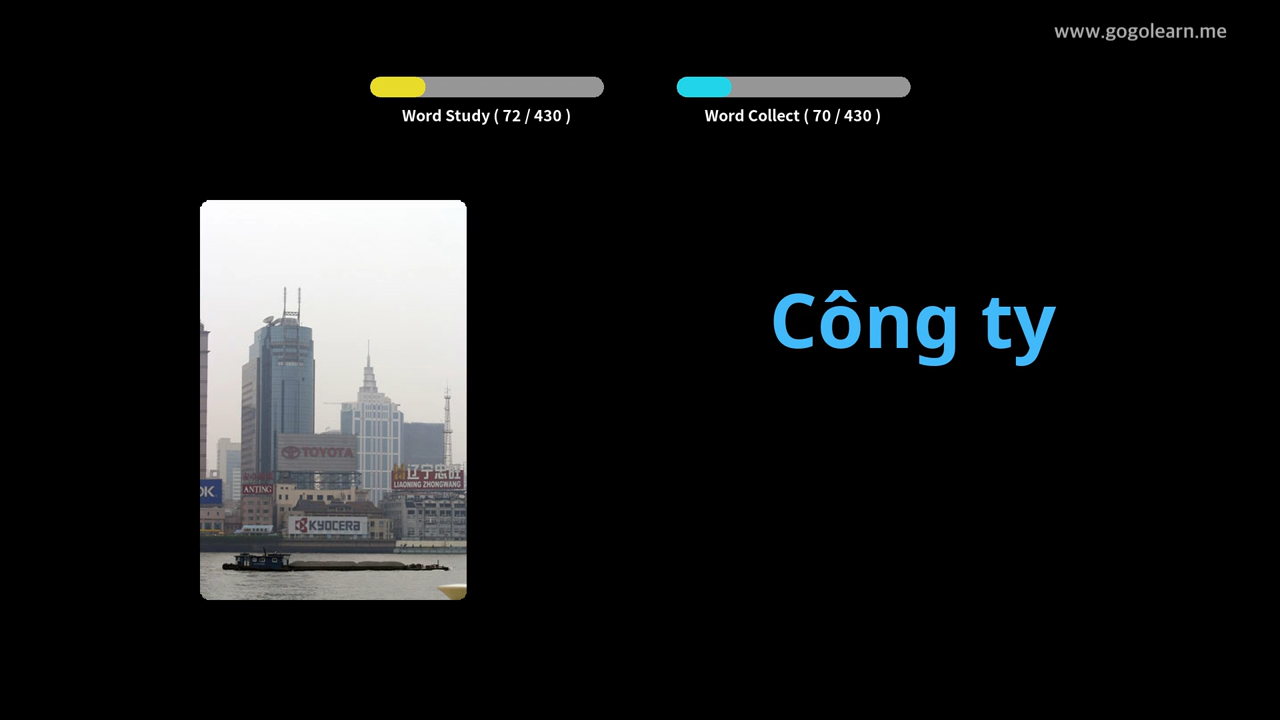 www.gogolearn.me
Word Study ( 72 / 430 )
Word Collect ( 70 / 430 )
Công ty
TOYOTA
辽宁忠旺
LIAONING ZHONGWANG
OK
ANTING
KYOCERA